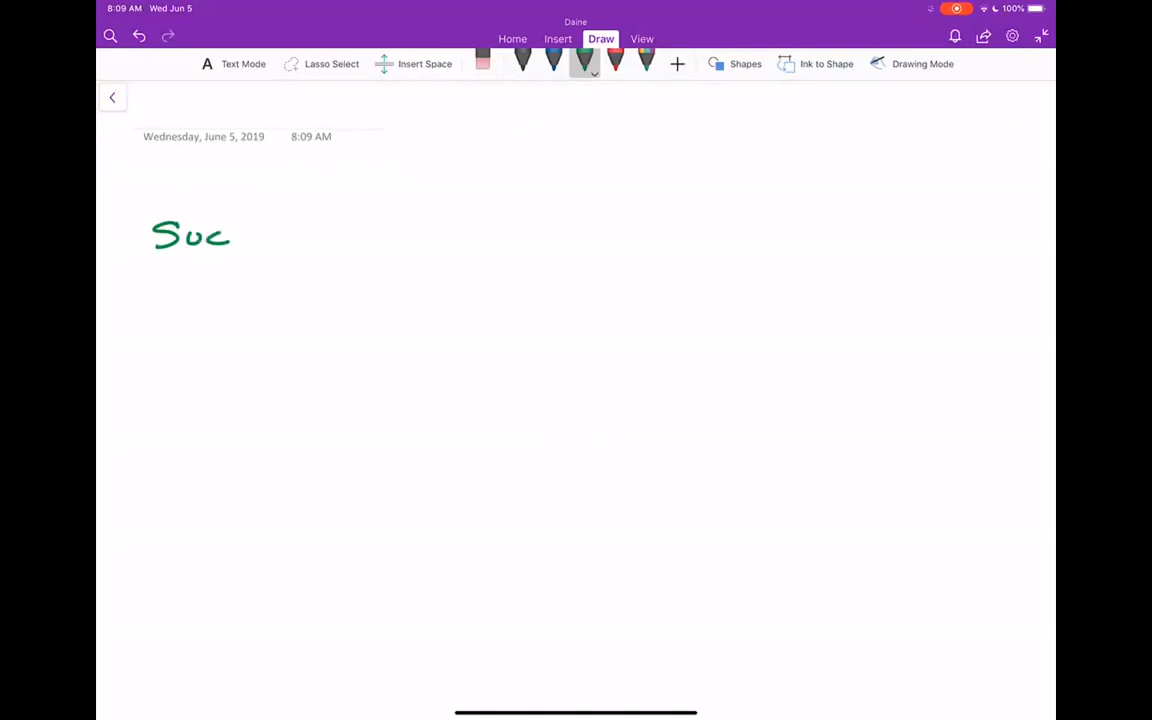 8:09 AM Wed Jun 5 100%
Daine
Home Insert Draw View
A Text Mode Lasso Select Insert Space Shapes Ink to Shape Drawing Mode
Wednesday, June 5, 2019 8:09 AM
Suc